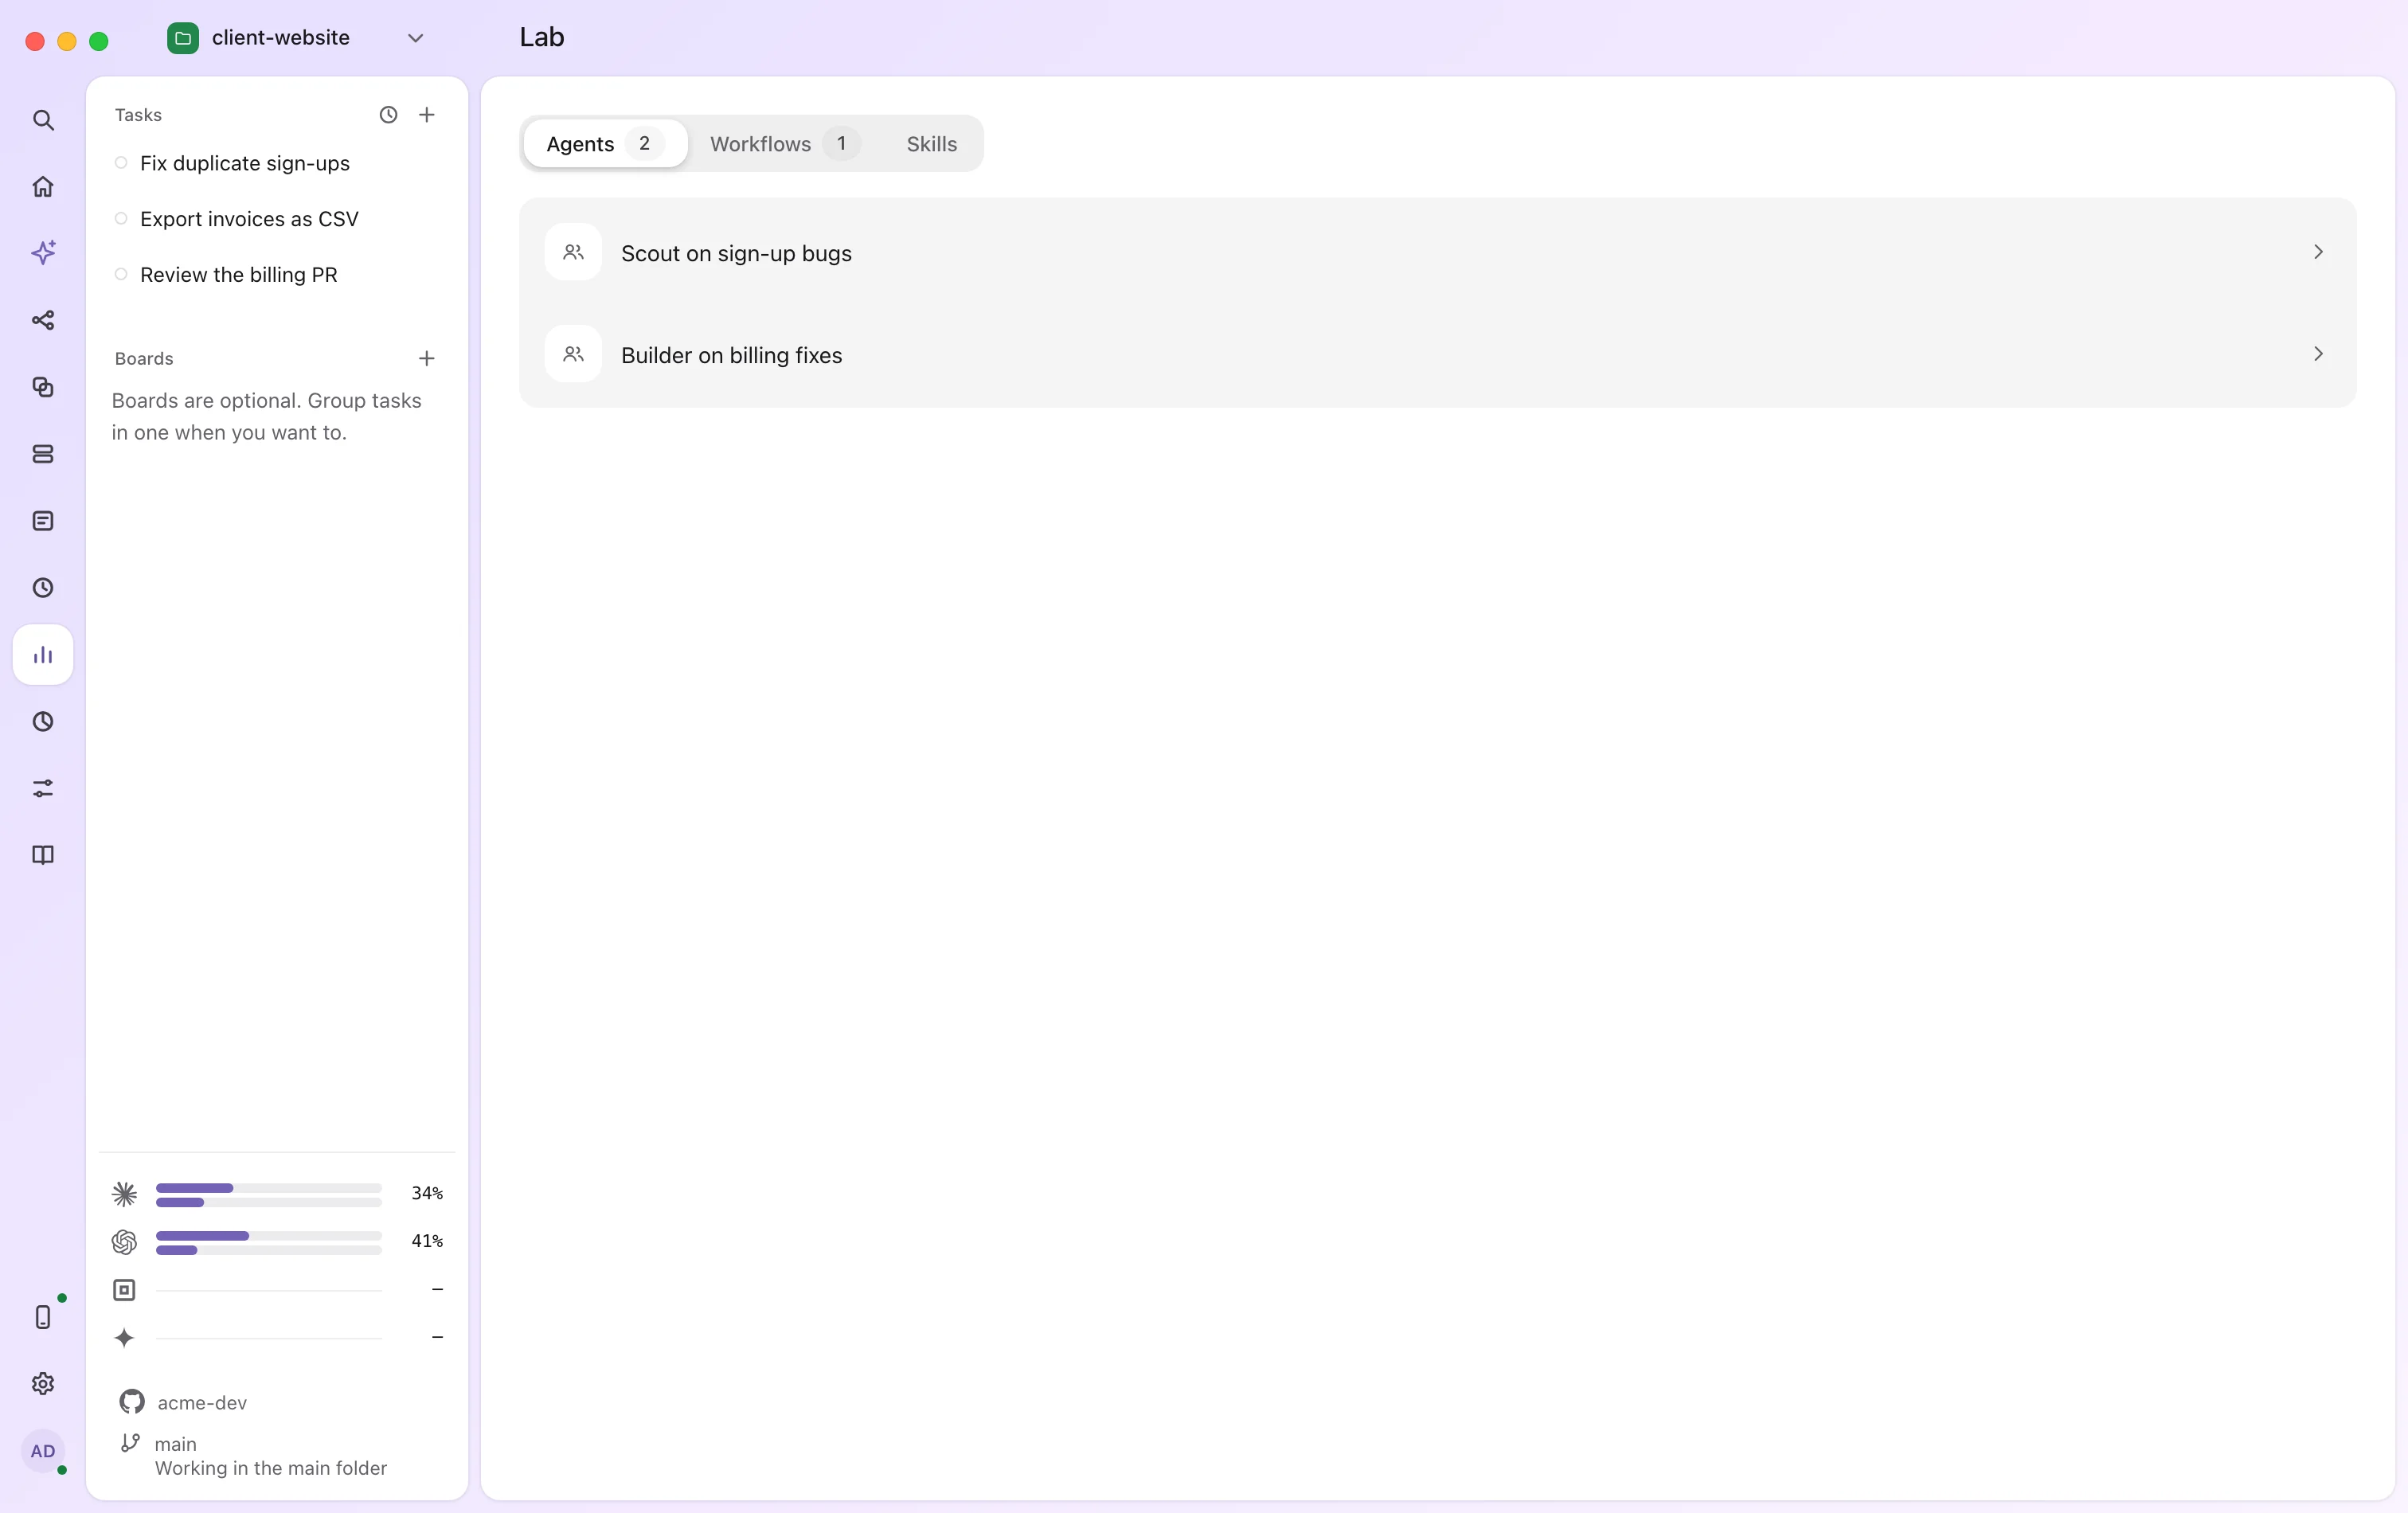 client-website
Lab
Tasks
Fix duplicate sign-ups
Export invoices as CSV
Review the billing PR
Boards
Boards are optional. Group tasks
in one when you want to.
34%
41%
–
–
acme-dev
main
Working in the main folder
AD
Agents 2
Workflows 1
Skills
Scout on sign-up bugs
Builder on billing fixes